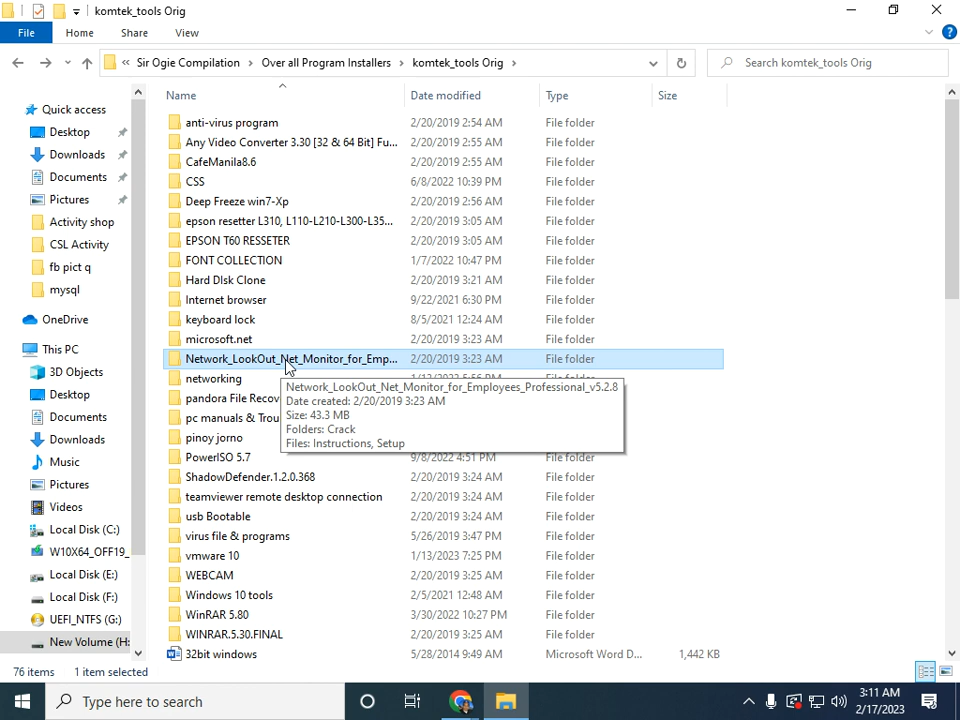 komtek_tools Orig
File Home Share View
« Sir Ogie Compilation › Over all Program Installers › komtek_tools Orig ›
Search komtek_tools Orig
Name Date modified Type Size
Quick access
Desktop
Downloads
Documents
Pictures
Activity shop
CSL Activity
fb pict q
mysql
OneDrive
This PC
3D Objects
Desktop
Documents
Downloads
Music
Pictures
Videos
Local Disk (C:)
W10X64_OFF19_
Local Disk (E:)
Local Disk (F:)
UEFI_NTFS (G:)
New Volume (H:
anti-virus program 2/20/2019 2:54 AM File folder
Any Video Converter 3.30 [32 & 64 Bit] Fu... 2/20/2019 2:55 AM File folder
CafeManila8.6 2/20/2019 2:55 AM File folder
CSS 6/8/2022 10:39 PM File folder
Deep Freeze win7-Xp 2/20/2019 2:56 AM File folder
epson resetter L310, L110-L210-L300-L35... 2/20/2019 3:05 AM File folder
EPSON T60 RESSETER 2/20/2019 3:05 AM File folder
FONT COLLECTION 1/7/2022 10:47 PM File folder
Hard DIsk Clone 2/20/2019 3:21 AM File folder
Internet browser 9/22/2021 6:30 PM File folder
keyboard lock 8/5/2021 12:24 AM File folder
microsoft.net 2/20/2019 3:23 AM File folder
Network_LookOut_Net_Monitor_for_Emp... 2/20/2019 3:23 AM File folder
networking
pandora File Recov
pc manuals & Trou
pinoy jorno
Network_LookOut_Net_Monitor_for_Employees_Professional_v5.2.8
Date created: 2/20/2019 3:23 AM
Size: 43.3 MB
Folders: Crack
Files: Instructions, Setup
PowerISO 5.7 9/8/2022 4:51 PM File folder
ShadowDefender.1.2.0.368 2/20/2019 3:24 AM File folder
teamviewer remote desktop connection 2/20/2019 3:24 AM File folder
usb Bootable 2/20/2019 3:24 AM File folder
virus file & programs 5/26/2019 3:47 PM File folder
vmware 10 1/13/2023 7:25 PM File folder
WEBCAM 2/20/2019 3:25 AM File folder
Windows 10 tools 2/5/2021 12:48 AM File folder
WinRAR 5.80 3/30/2022 10:27 PM File folder
WINRAR.5.30.FINAL 2/20/2019 3:25 AM File folder
32bit windows 5/28/2014 9:49 AM Microsoft Word D... 1,442 KB
76 items 1 item selected
Type here to search
3:11 AM
2/17/2023